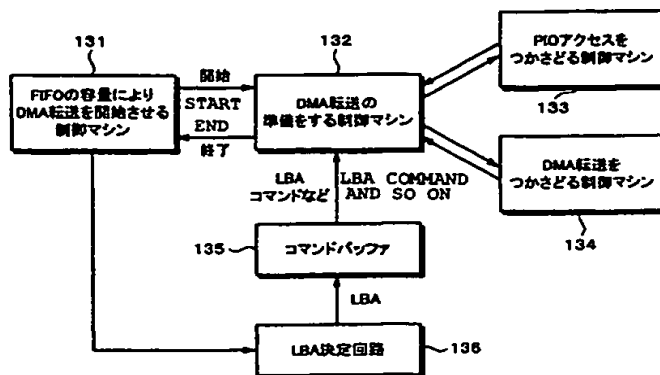 131
FIFOの容量により
DMA転送を開始させる
制御マシン
開始
START
END
終了
132
DMA転送の
準備をする制御マシン
PIOアクセスを
つかさどる制御マシン
133
DMA転送を
つかさどる制御マシン
134
LBA
コマンドなど
LBA COMMAND
AND SO ON
135
コマンドバッファ
LBA
LBA決定回路
136